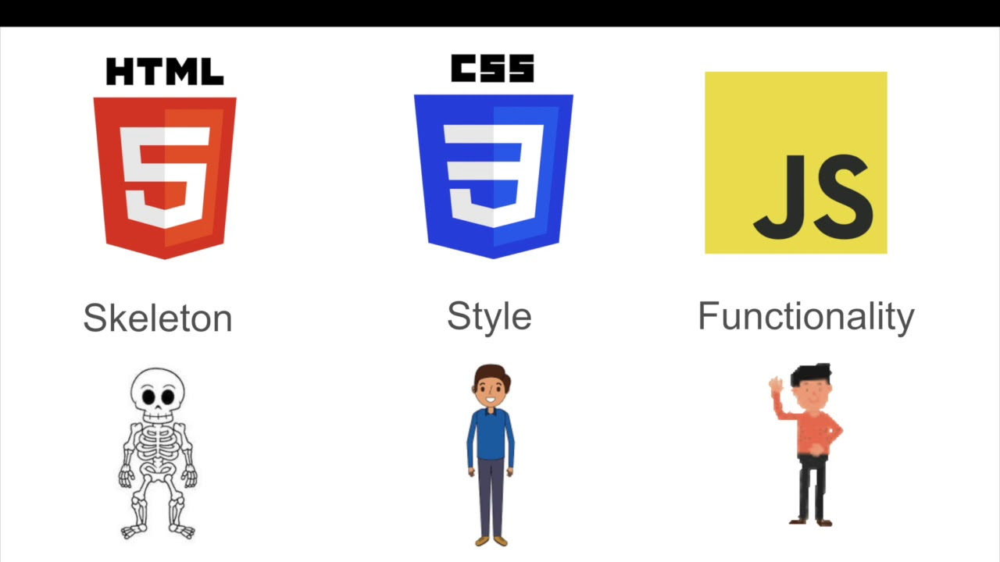 HTML
CSS
5
3
JS
Skeleton
Style
Functionality